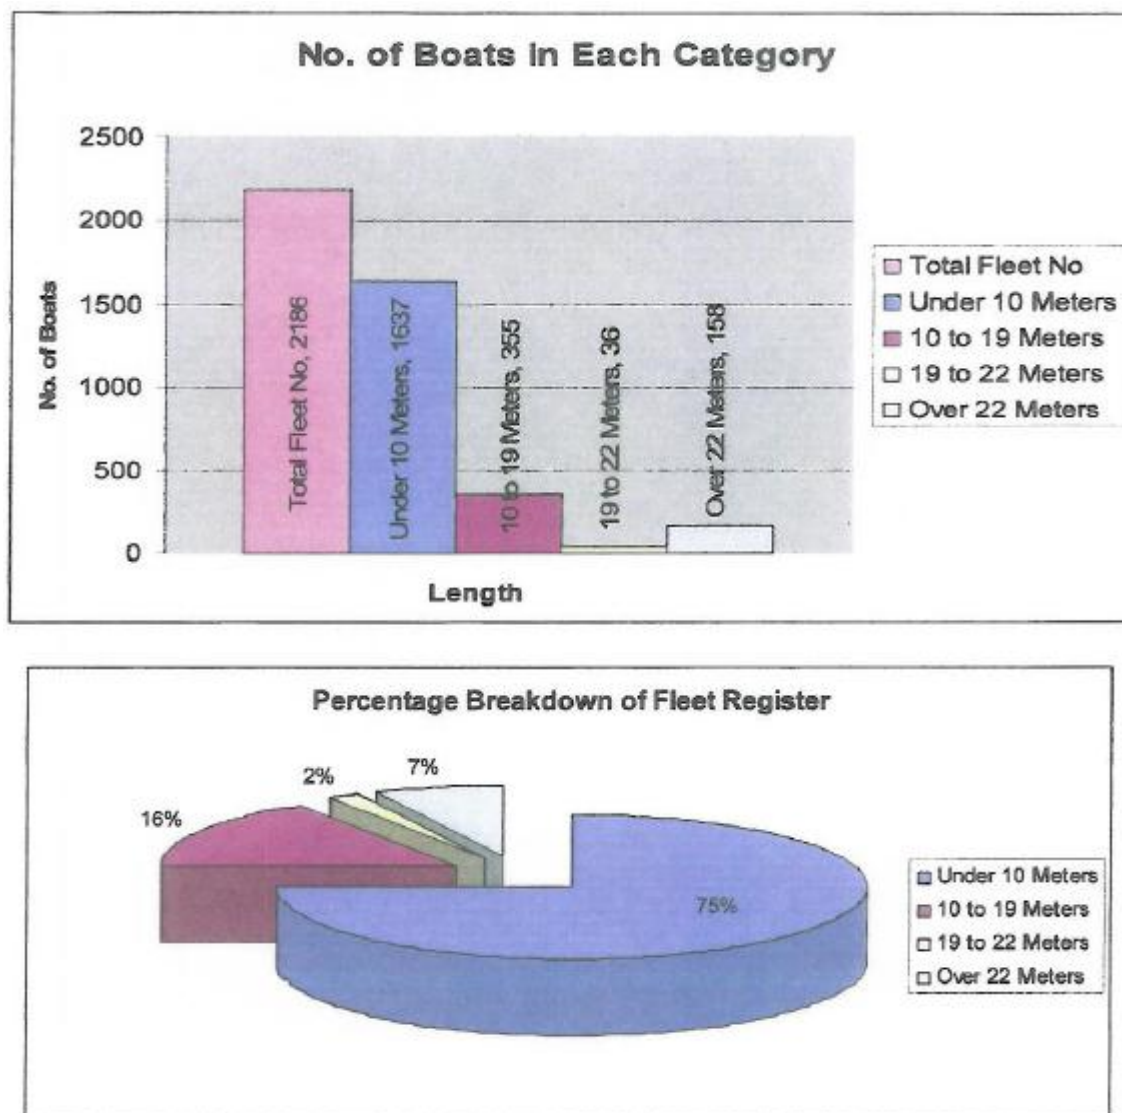 No. of Boats in Each Category
2500
2000
1500
1000
500
0
No. of Boats
Total Fleet No, 2186
Under 10 Meters, 1637
10 to 19 Meters, 355
19 to 22 Meters, 36
Over 22 Meters, 158
Length
Total Fleet No
Under 10 Meters
10 to 19 Meters
19 to 22 Meters
Over 22 Meters
Percentage Breakdown of Fleet Register
16%
2%
7%
75%
Under 10 Meters
10 to 19 Meters
19 to 22 Meters
Over 22 Meters